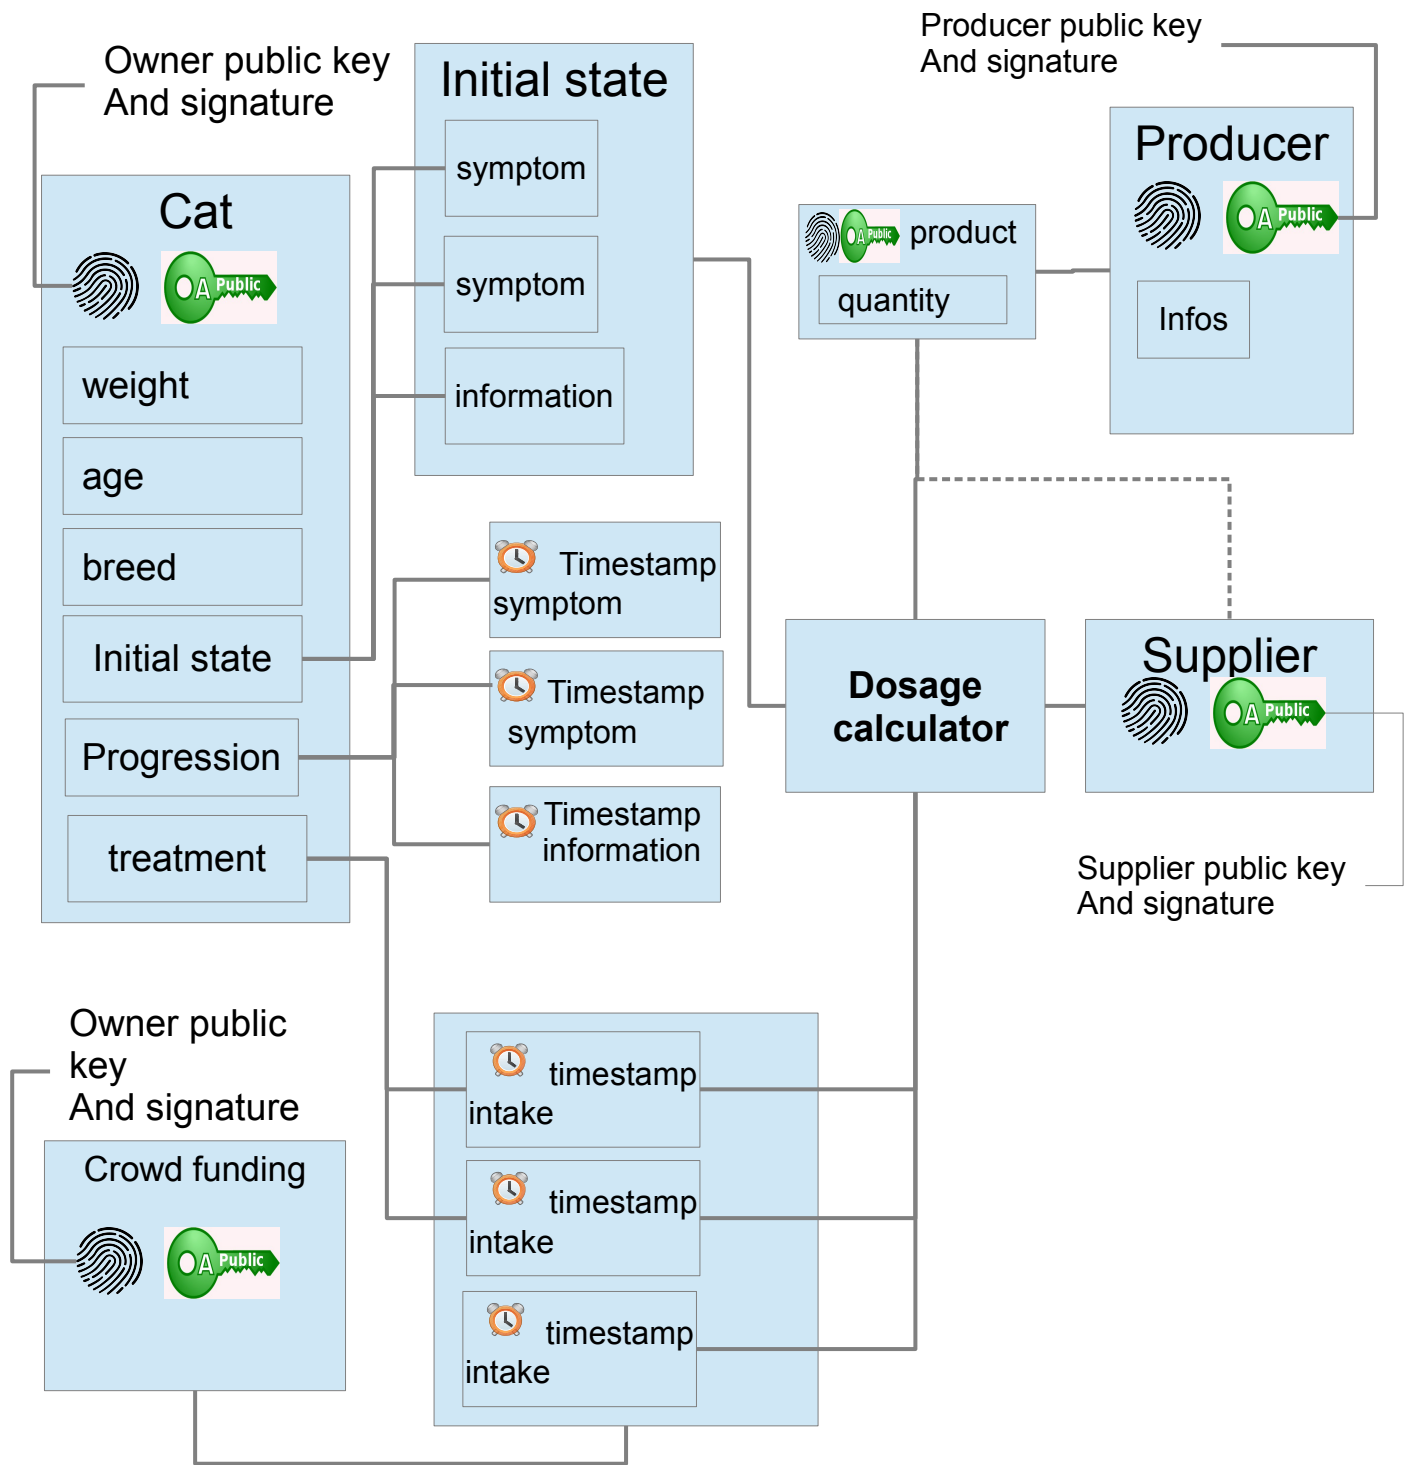 Owner public key
And signature
Cat
A Public
weight
age
breed
Initial state
Progression
treatment
Initial state
symptom
symptom
information
Timestamp
symptom
Timestamp
symptom
Timestamp
information
Producer public key
And signature
Producer
A Public
Infos
A Public
product
quantity
Dosage
calculator
Supplier
A Public
Supplier public key
And signature
Owner public
key
And signature
Crowd funding
A Public
timestamp
intake
timestamp
intake
timestamp
intake